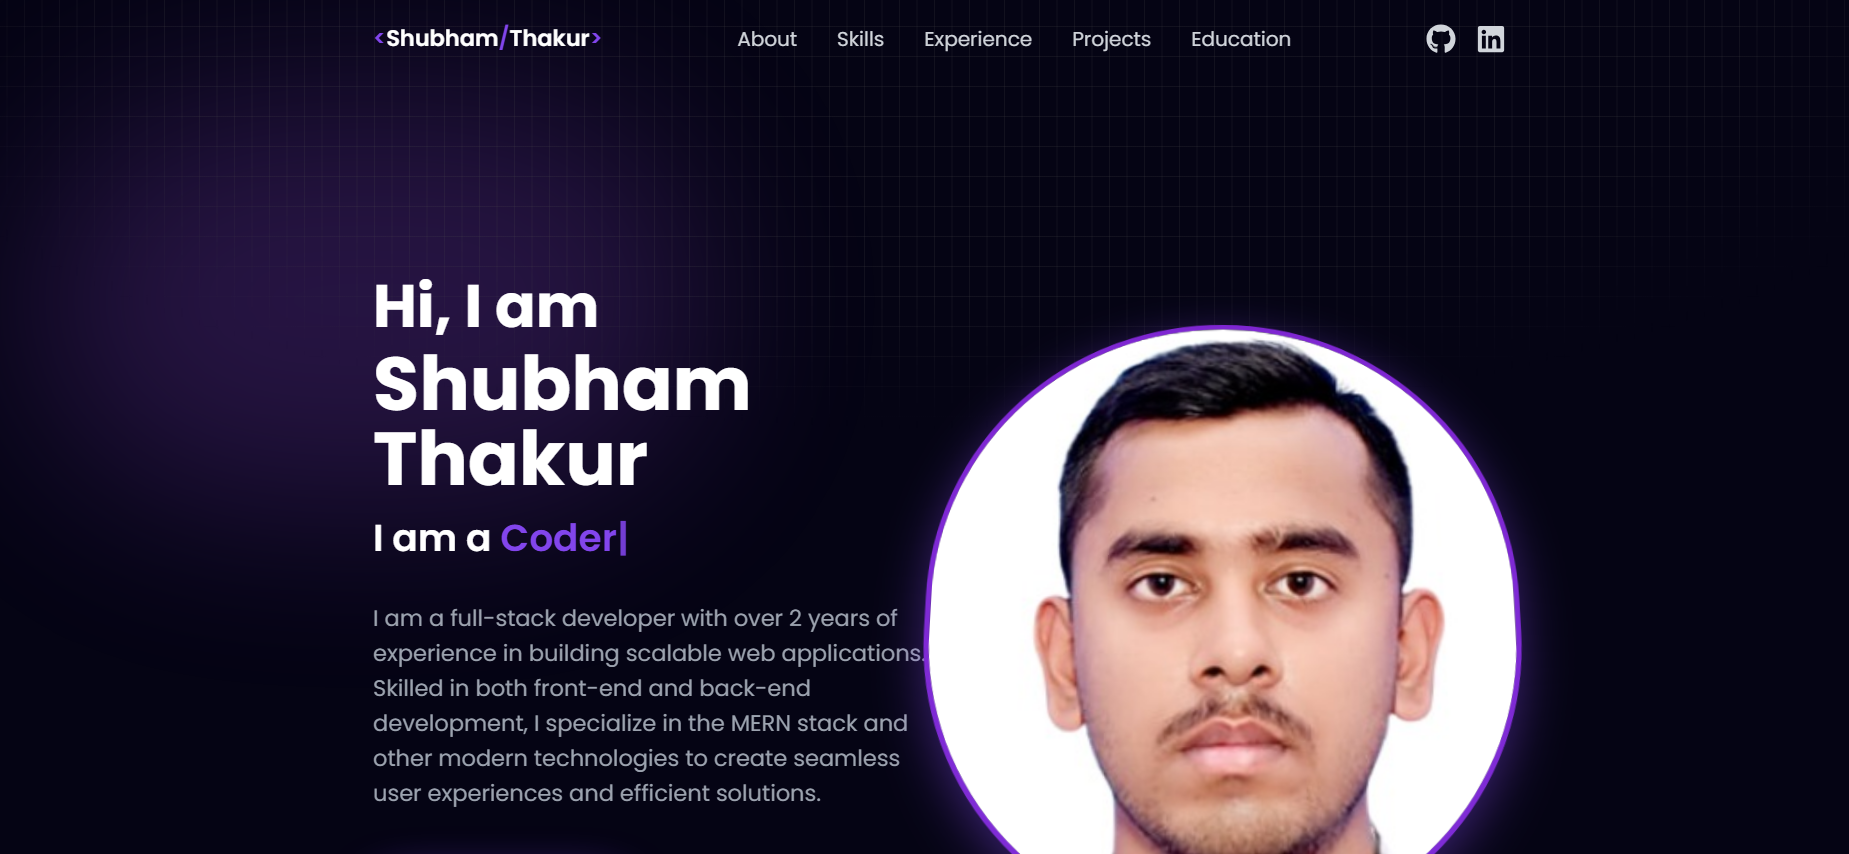 <Shubham/Thakur>
About Skills Experience Projects Education
Hi, I am
Shubham
Thakur
I am a Coder|
I am a full-stack developer with over 2 years of
experience in building scalable web applications.
Skilled in both front-end and back-end
development, I specialize in the MERN stack and
other modern technologies to create seamless
user experiences and efficient solutions.